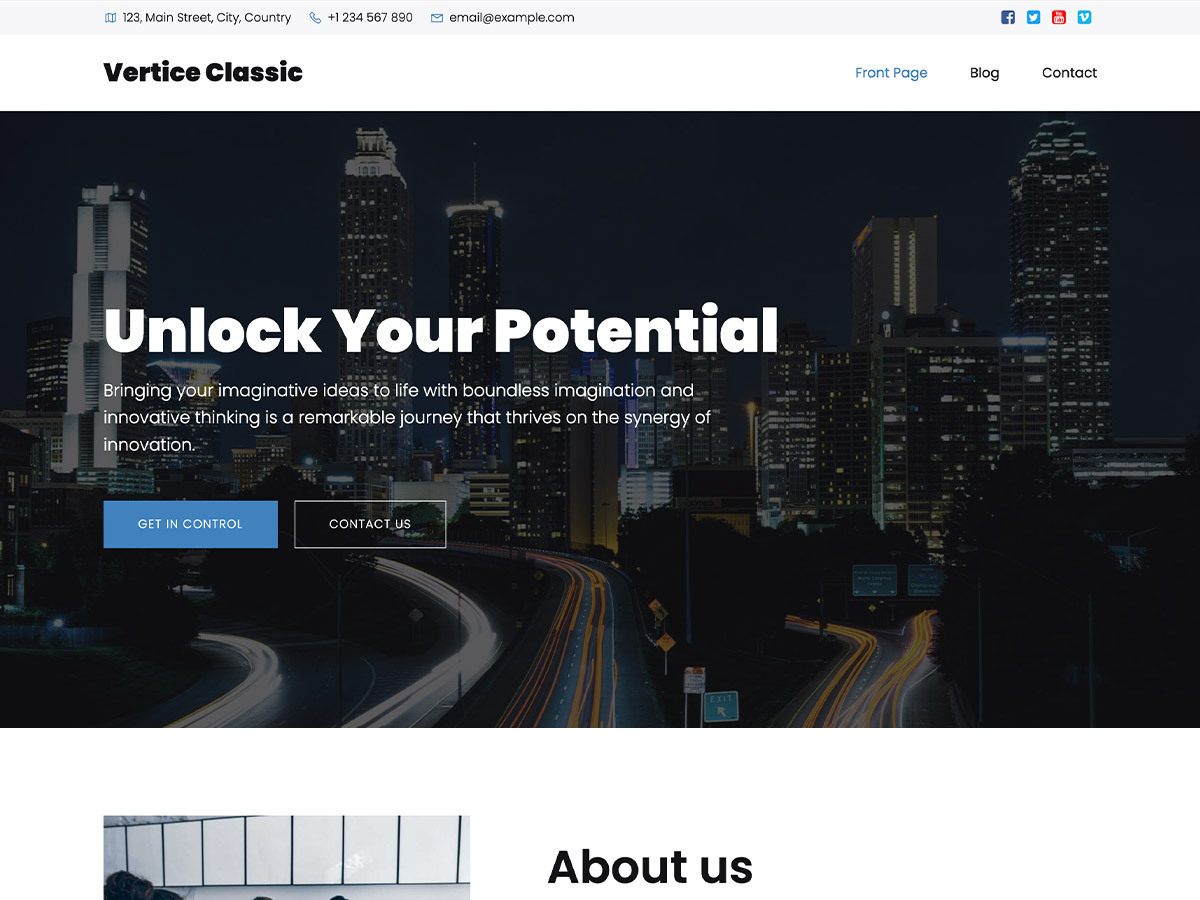 123, Main Street, City, Country +1 234 567 890 email@example.com
Vertice Classic
Front Page Blog Contact
Unlock Your Potential
Bringing your imaginative ideas to life with boundless imagination and
innovative thinking is a remarkable journey that thrives on the synergy of
innovation.
GET IN CONTROL CONTACT US
EXIT
About us